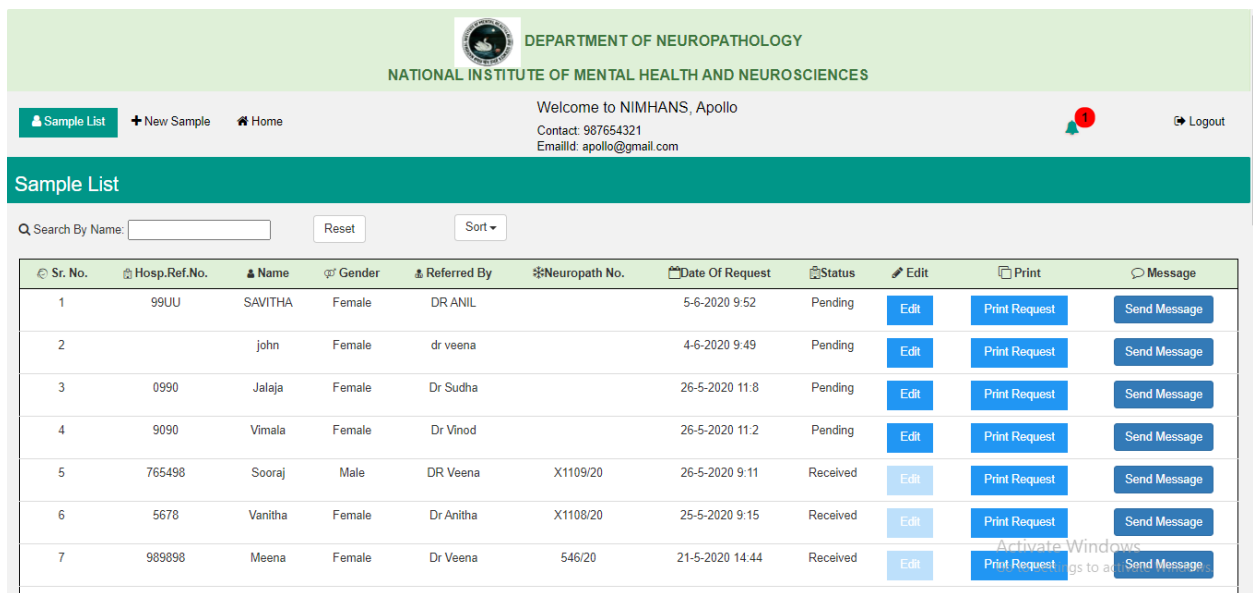 DEPARTMENT OF NEUROPATHOLOGY
NATIONAL INSTITUTE OF MENTAL HEALTH AND NEUROSCIENCES
Sample List New Sample Home
Welcome to NIMHANS, Apollo
Contact: 987654321
EmailId: apollo@gmail.com
1
Logout
Sample List
Search By Name: Reset Sort
Sr. No. Hosp.Ref.No. Name Gender Referred By Neuropath No. Date Of Request Status Edit Print Message
1 99UU SAVITHA Female DR ANIL 5-6-2020 9:52 Pending Edit Print Request Send Message
2 john Female dr veena 4-6-2020 9:49 Pending Edit Print Request Send Message
3 0990 Jalaja Female Dr Sudha 26-5-2020 11:8 Pending Edit Print Request Send Message
4 9090 Vimala Female Dr Vinod 26-5-2020 11:2 Pending Edit Print Request Send Message
5 765498 Sooraj Male DR Veena X1109/20 26-5-2020 9:11 Received Edit Print Request Send Message
6 5678 Vanitha Female Dr Anitha X1108/20 25-5-2020 9:15 Received Edit Print Request Send Message
7 989898 Meena Female Dr Veena 546/20 21-5-2020 14:44 Received Edit Print Request Send Message
Activate Windows
Settings to activate Windows.